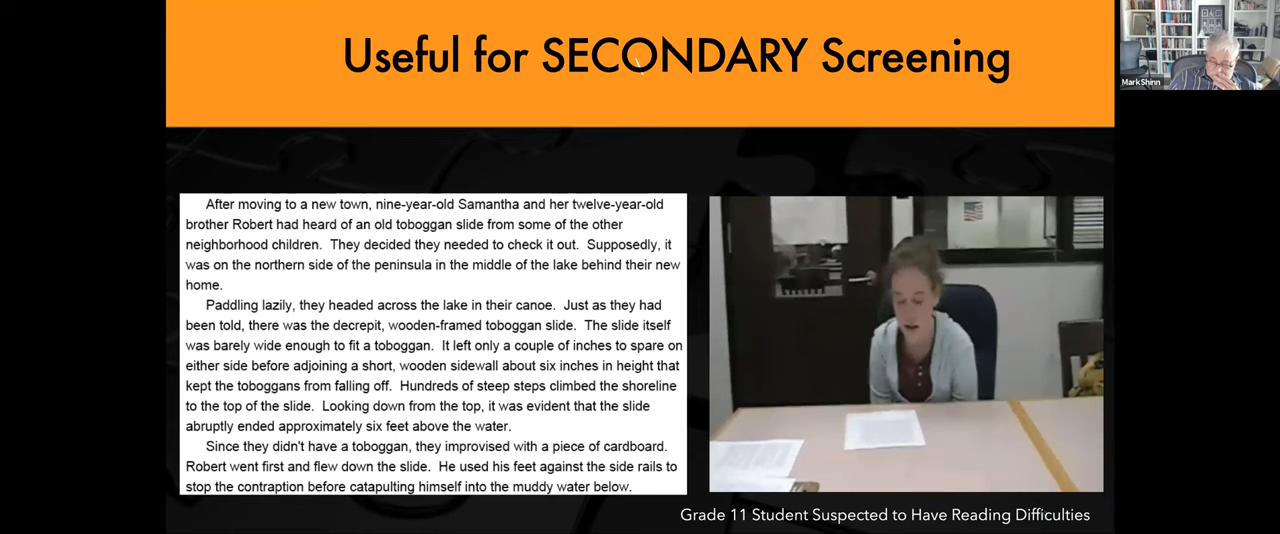 Useful for SECONDARY Screening
Mark Shinn
After moving to a new town, nine-year-old Samantha and her twelve-year-old
brother Robert had heard of an old toboggan slide from some of the other
neighborhood children. They decided they needed to check it out. Supposedly, it
was on the northern side of the peninsula in the middle of the lake behind their new
home.
Paddling lazily, they headed across the lake in their canoe. Just as they had
been told, there was the decrepit, wooden-framed toboggan slide. The slide itself
was barely wide enough to fit a toboggan. It left only a couple of inches to spare on
either side before adjoining a short, wooden sidewall about six inches in height that
kept the toboggans from falling off. Hundreds of steep steps climbed the shoreline
to the top of the slide. Looking down from the top, it was evident that the slide
abruptly ended approximately six feet above the water.
Since they didn't have a toboggan, they improvised with a piece of cardboard.
Robert went first and flew down the slide. He used his feet against the side rails to
stop the contraption before catapulting himself into the muddy water below.
Grade 11 Student Suspected to Have Reading Difficulties